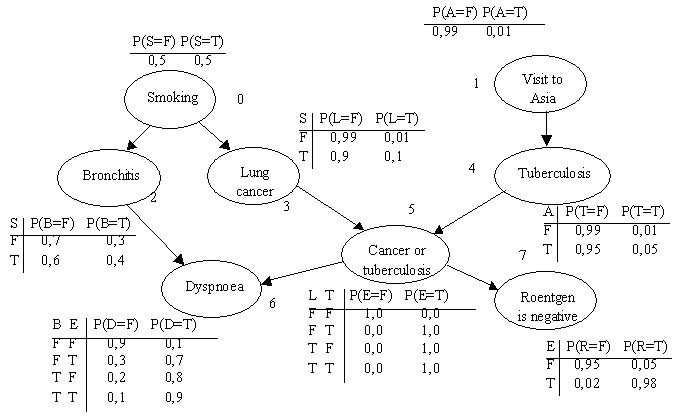 P(A=F) P(A=T)
0,99 0,01
P(S=F) P(S=T)
0,5 0,5
Smoking
0
1
Visit to
Asia
S P(L=F) P(L=T)
F 0,99 0,01
T 0,9 0,1
Bronchitis
2
Lung
cancer
3
4
Tuberculosis
5
A P(T=F) P(T=T)
F 0,99 0,01
T 0,95 0,05
S P(B=F) P(B=T)
F 0,7 0,3
T 0,6 0,4
Cancer or
tuberculosis
7
Dyspnoea
6
Roentgen
is negative
L T P(E=F) P(E=T)
F F 1,0 0,0
F T 0,0 1,0
T F 0,0 1,0
T T 0,0 1,0
B E P(D=F) P(D=T)
F F 0,9 0,1
F T 0,3 0,7
T F 0,2 0,8
T T 0,1 0,9
E P(R=F) P(R=T)
F 0,95 0,05
T 0,02 0,98